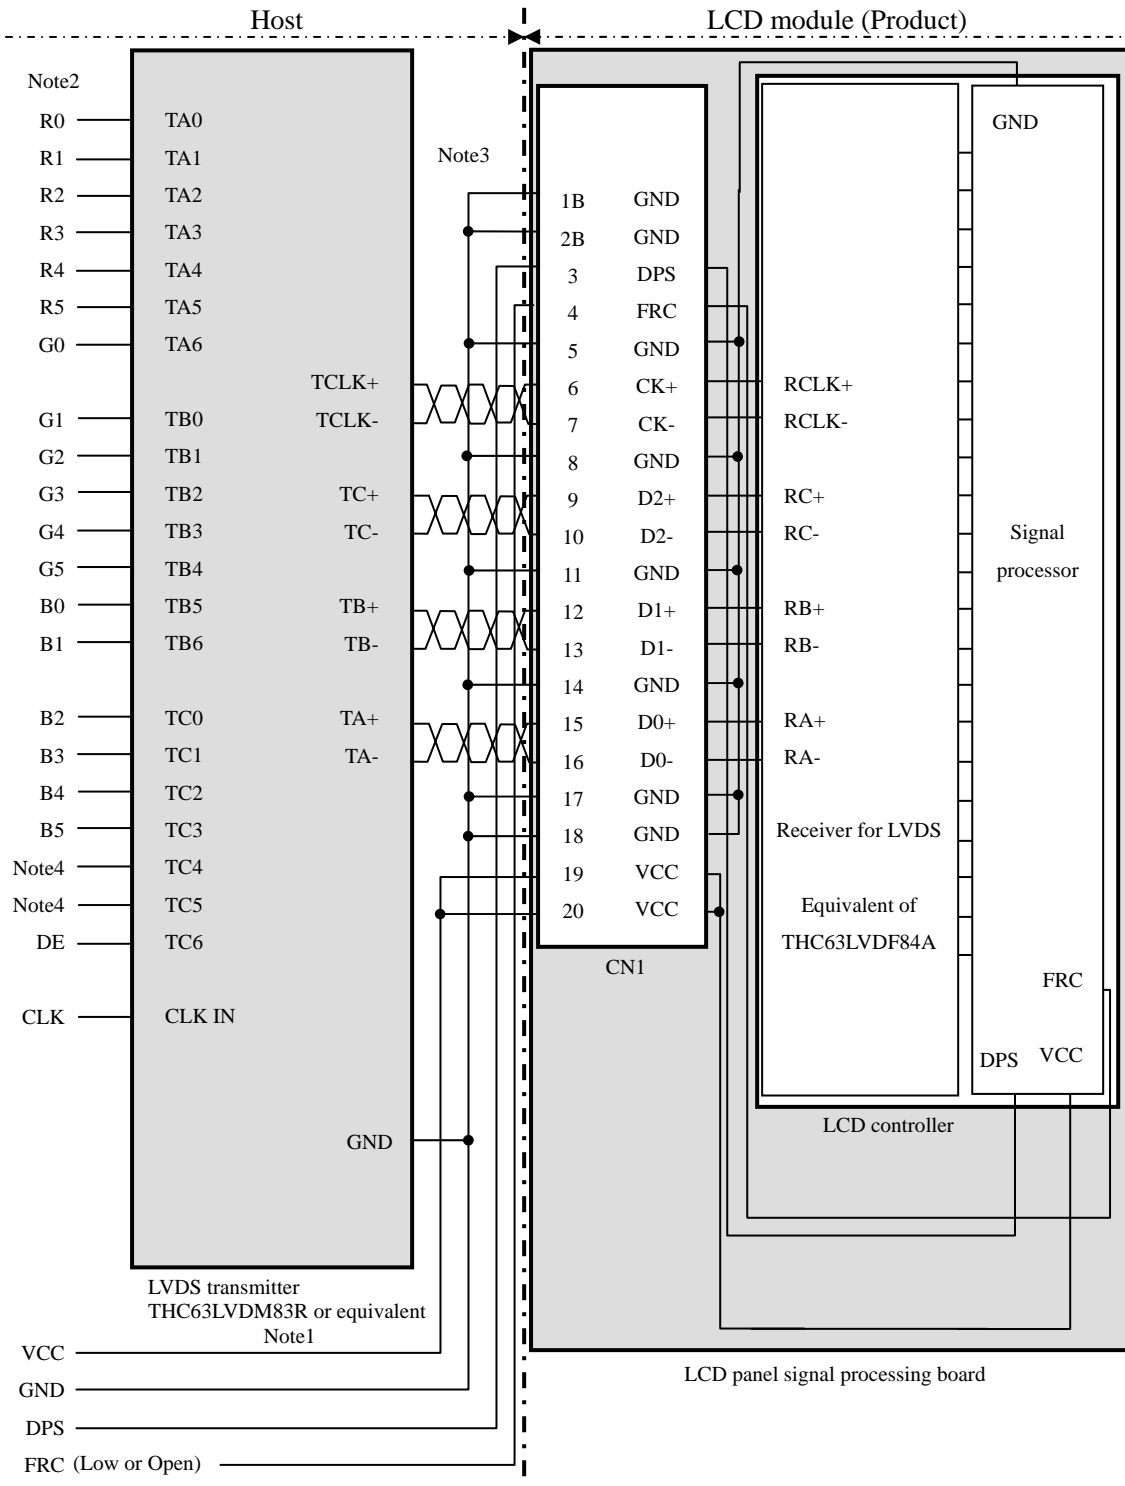 Host
LCD module (Product)
Note2
R0 TA0
R1 TA1
R2 TA2
R3 TA3
R4 TA4
R5 TA5
G0 TA6
G1 TB0
G2 TB1
G3 TB2
G4 TB3
G5 TB4
B0 TB5
B1 TB6
B2 TC0
B3 TC1
B4 TC2
B5 TC3
Note4 TC4
Note4 TC5
DE TC6
CLK CLK IN
TCLK+
TCLK-
TC+
TC-
TB+
TB-
TA+
TA-
GND
LVDS transmitter
THC63LVDM83R or equivalent
Note1
VCC
GND
DPS
FRC (Low or Open)
Note3
1B GND
2B GND
3 DPS
4 FRC
5 GND
6 CK+
7 CK-
8 GND
9 D2+
10 D2-
11 GND
12 D1+
13 D1-
14 GND
15 D0+
16 D0-
17 GND
18 GND
19 VCC
20 VCC
CN1
RCLK+
RCLK-
RC+
RC-
RB+
RB-
RA+
RA-
Receiver for LVDS
Equivalent of
THC63LVDF84A
GND
Signal
processor
FRC
DPS VCC
LCD controller
LCD panel signal processing board